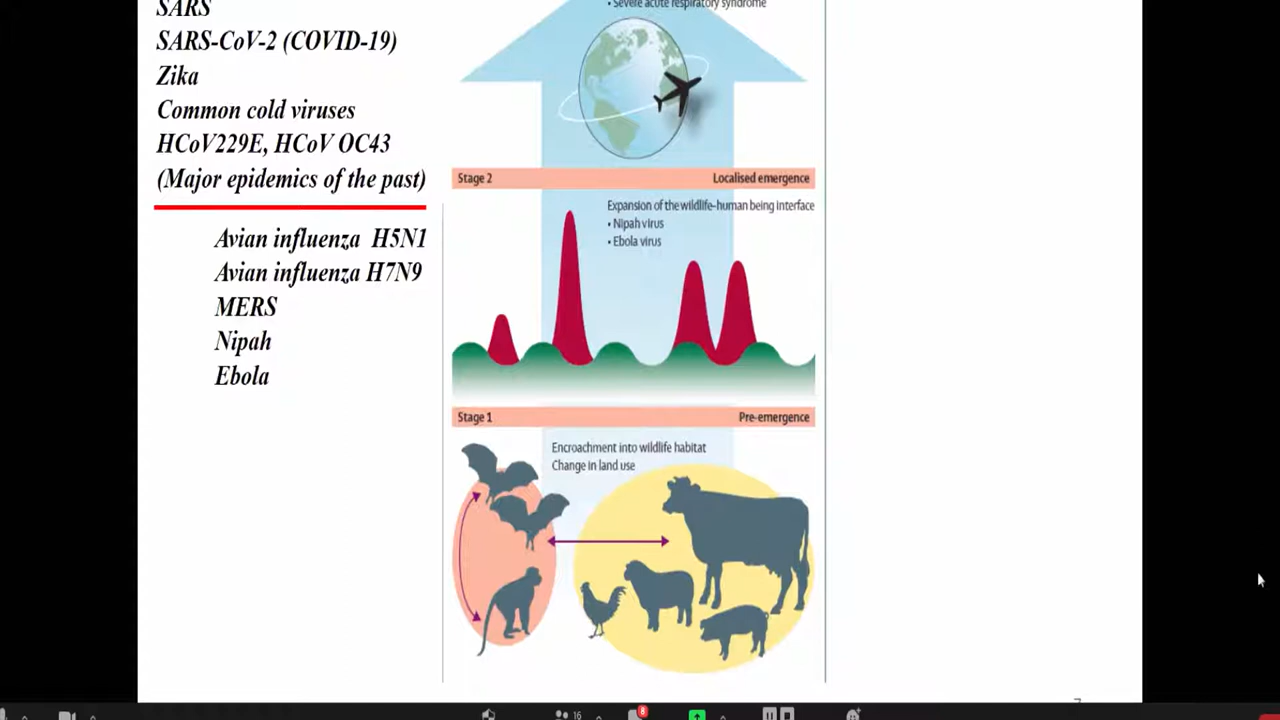 SARS
SARS-CoV-2 (COVID-19)
Zika
Common cold viruses
HCoV229E, HCoV OC43
(Major epidemics of the past)
Avian influenza H5N1
Avian influenza H7N9
MERS
Nipah
Ebola
• Severe acute respiratory syndrome
Stage 2 Localised emergence
Expansion of the wildlife–human being interface
• Nipah virus
• Ebola virus
Stage 1 Pre-emergence
Encroachment into wildlife habitat
Change in land use
16
8